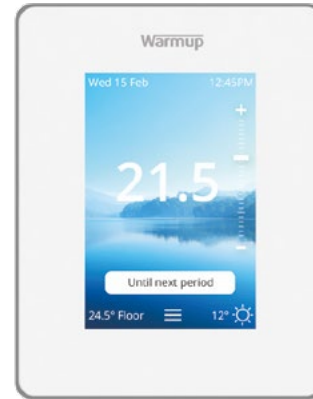 Warmup
Wed 15 Feb 12:45PM
+
21.5
Until next period
24.5° Floor 12°